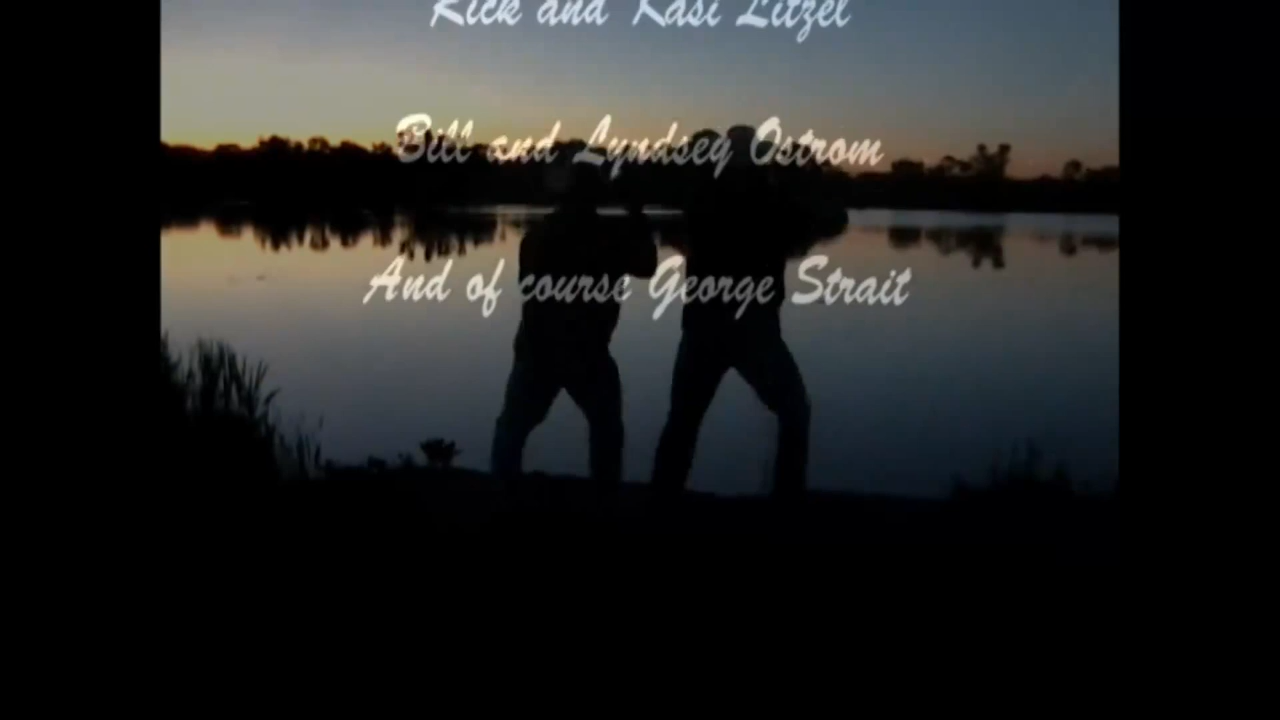 Rick and Kasi Litzel
Bill and Lyndsey Ostrom
And of course George Strait